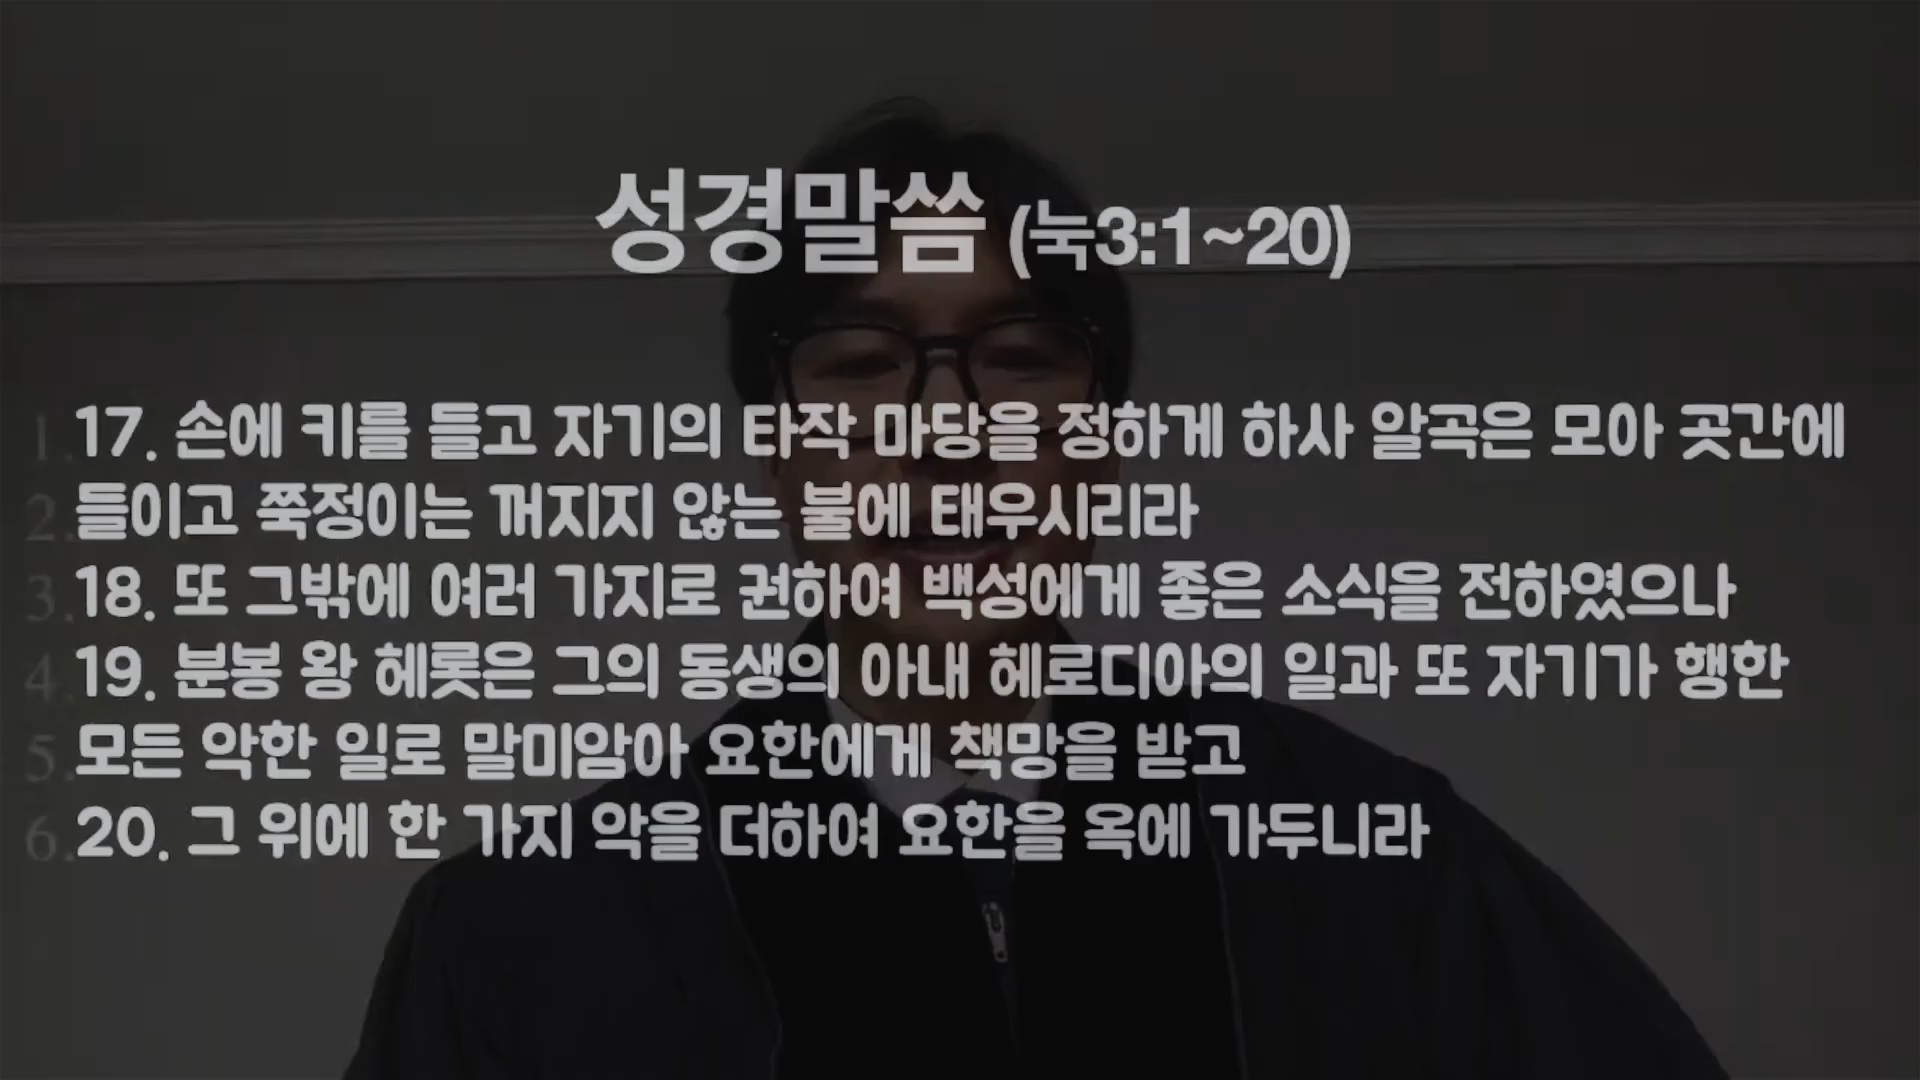 성경말씀 (눅3:1~20)
17. 손에 키를 들고 자기의 타작 마당을 정하게 하사 알곡은 모아 곳간에
들이고 쭉정이는 꺼지지 않는 불에 태우시리라
18. 또 그밖에 여러 가지로 권하여 백성에게 좋은 소식을 전하였으나
19. 분봉 왕 헤롯은 그의 동생의 아내 헤로디아의 일과 또 자기가 행한
모든 악한 일로 말미암아 요한에게 책망을 받고
20. 그 위에 한 가지 악을 더하여 요한을 옥에 가두니라
1.
2.
3.
4.
5.
6.